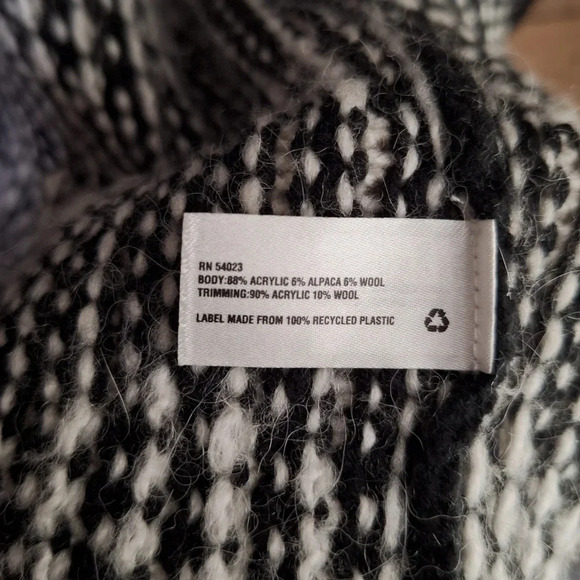 RN 54023
BODY:88% ACRYLIC 6% ALPACA 6% WOOL
TRIMMING:90% ACRYLIC 10% WOOL
LABEL MADE FROM 100% RECYCLED PLASTIC